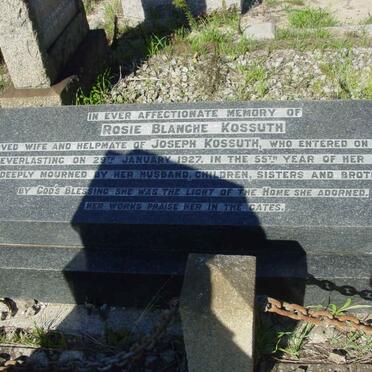 In ever affectionate memory of
Rosie Blanche Kossuth
wife and helpmate of Joseph Kossuth, who entered on
everlasting on 29th January 1927, in the 55th year of her
deeply mourned by her husband, children, sisters and
by God's Blessing she was the light of the Home she adorned.
Her works praise her in the gates.